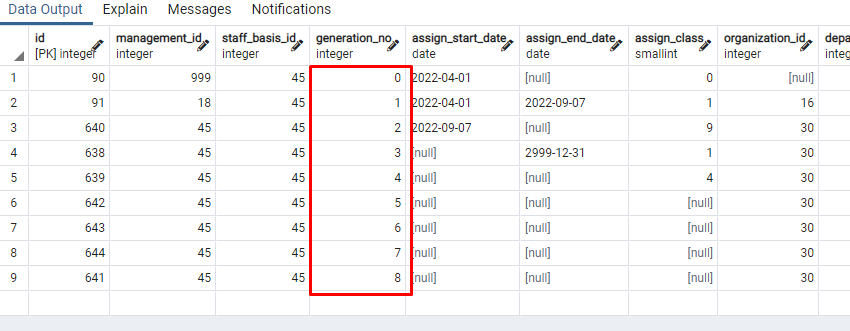 Data Output Explain Messages Notifications
id management_id staff_basis_id generation_no assign_start_date assign_end_date assign_class organization_id depa
[PK] integer integer integer integer date date smallint integer integ
1 90 999 45 0 2022-04-01 [null] 0 [null]
2 91 18 45 1 2022-04-01 2022-09-07 1 16
3 640 45 45 2 2022-09-07 [null] 9 30
4 638 45 45 3 [null] 2999-12-31 1 30
5 639 45 45 4 [null] [null] 4 30
6 642 45 45 5 [null] [null] [null] 30
7 643 45 45 6 [null] [null] [null] 30
8 644 45 45 7 [null] [null] [null] 30
9 641 45 45 8 [null] [null] [null] 30